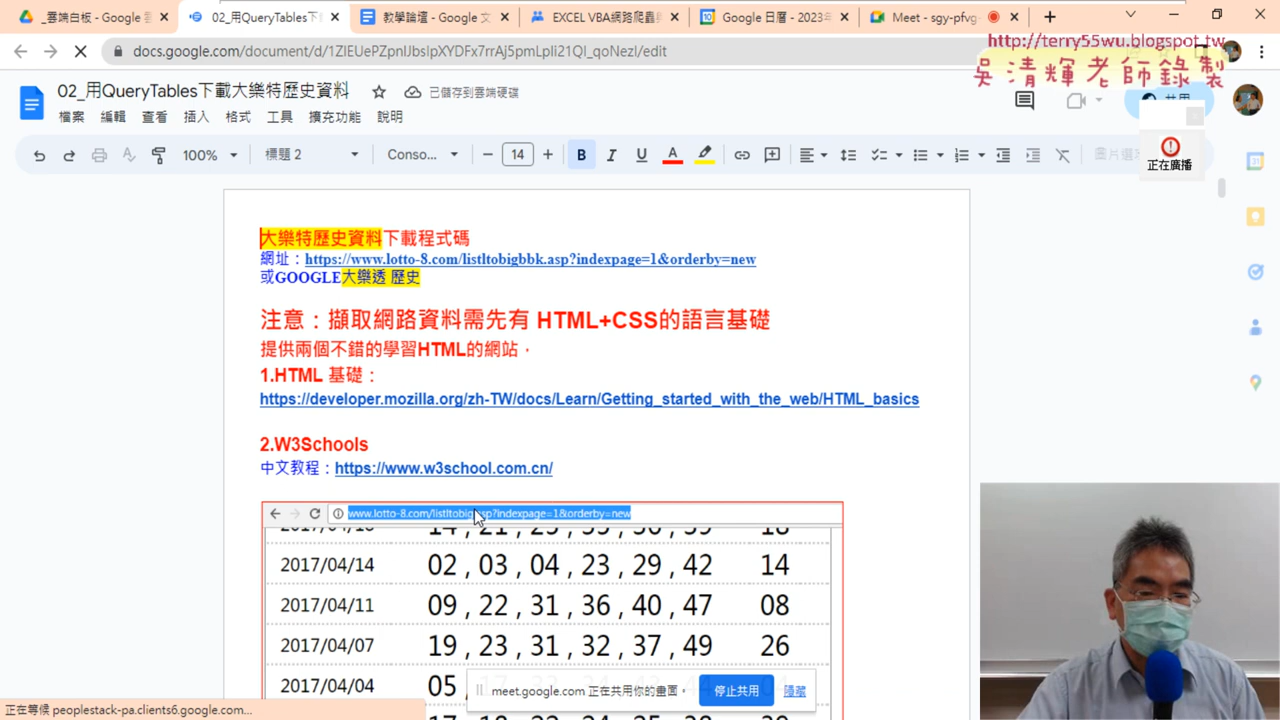 _雲端白板 - Google 雲
02_用QueryTables下
教學論壇 - Google 文
EXCEL VBA網路爬蟲
Google 日曆 - 2023年
Meet - sgy-pfvg
docs.google.com/document/d/1ZIEUePZpnIJbsIpXYDFx7rrAj5pmLpIi21QI_qoNezI/edit
http://terry55wu.blogspot.tw
吳清輝老師錄製
02_用QueryTables下載大樂特歷史資料
已儲存到雲端硬碟
檔案 編輯 查看 插入 格式 工具 擴充功能 說明
共用
100% 標題 2 Conso... 14 B I U A
正在廣播
大樂特歷史資料下載程式碼
網址：https://www.lotto-8.com/listltobigbbk.asp?indexpage=1&orderby=new
或GOOGLE大樂透 歷史
注意：擷取網路資料需先有 HTML+CSS的語言基礎
提供兩個不錯的學習HTML的網站，
1.HTML 基礎：
https://developer.mozilla.org/zh-TW/docs/Learn/Getting_started_with_the_web/HTML_basics
2.W3Schools
中文教程：https://www.w3school.com.cn/
2017/04/14 02 , 03 , 04 , 23 , 29 , 42 14
2017/04/11 09 , 22 , 31 , 36 , 40 , 47 08
2017/04/07 19 , 23 , 31 , 32 , 37 , 49 26
2017/04/04 05
meet.google.com 正在共用你的畫面。 停止共用 隱藏
正在等候 peoplestack-pa.clients6.google.com...